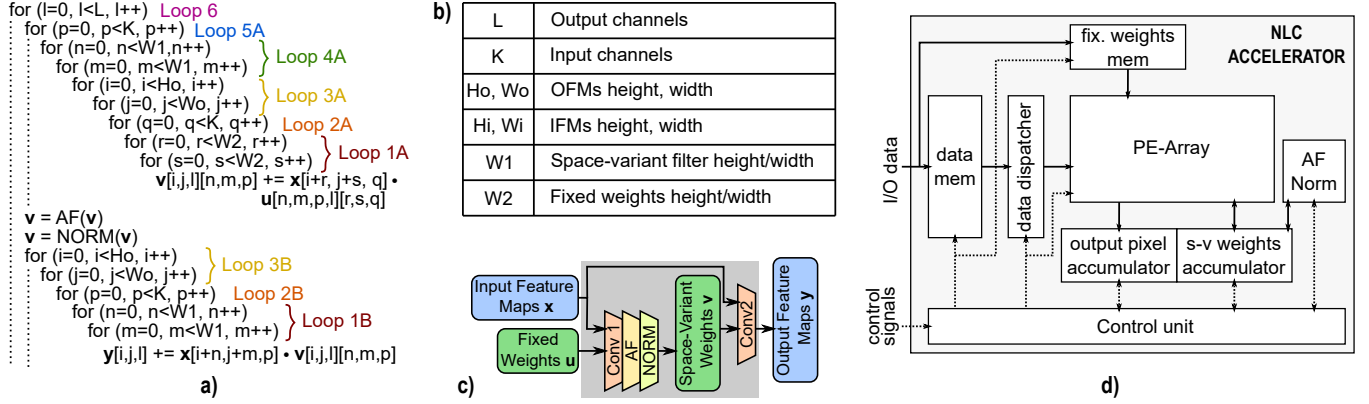 for (l=0, l<L, l++) Loop 6
for (p=0, p<K, p++) Loop 5A
for (n=0, n<W1,n++)
for (m=0, m<W1, m++)
Loop 4A
for (i=0, i<Ho, i++)
for (j=0, j<Wo, j++)
Loop 3A
for (q=0, q<K, q++) Loop 2A
for (r=0, r<W2, r++)
for (s=0, s<W2, s++)
Loop 1A
v[i,j,l][n,m,p] += x[i+r, j+s, q] •
u[n,m,p,l][r,s,q]
v = AF(v)
v = NORM(v)
for (i=0, i<Ho, i++)
for (j=0, j<Wo, j++)
Loop 3B
for (p=0, p<K, p++) Loop 2B
for (n=0, n<W1, n++)
for (m=0, m<W1, m++)
Loop 1B
y[i,j,l] += x[i+n,j+m,p] • v[i,j,l][n,m,p]
a)
b)
L Output channels
K Input channels
Ho, Wo OFMs height, width
Hi, Wi IFMs height, width
W1 Space-variant filter height/width
W2 Fixed weights height/width
Input Feature
Maps x
Fixed
Weights u
Conv 1
AF
NORM
Space-Variant
Weights v
Conv2
Output Feature
Maps y
c)
NLC
ACCELERATOR
fix. weights
mem
I/O data
data
mem
data dispatcher
PE-Array
AF
Norm
output pixel
accumulator
s-v weights
accumulator
control
signals
Control unit
d)